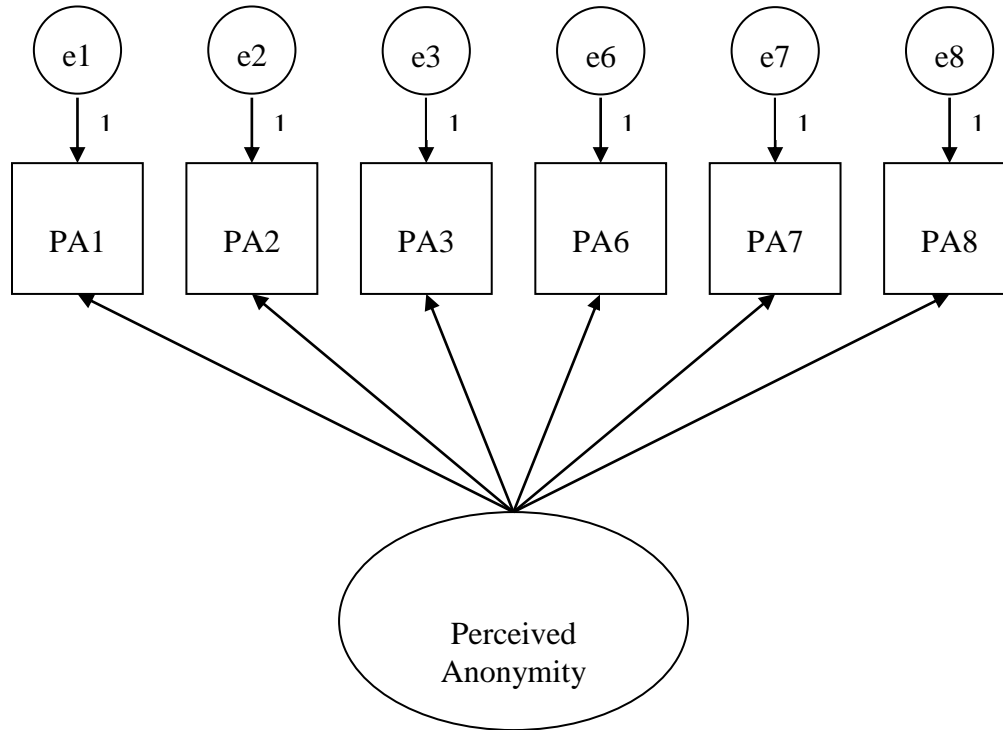 e1 e2 e3 e6 e7 e8
1 1 1 1 1 1
PA1 PA2 PA3 PA6 PA7 PA8
Perceived
Anonymity